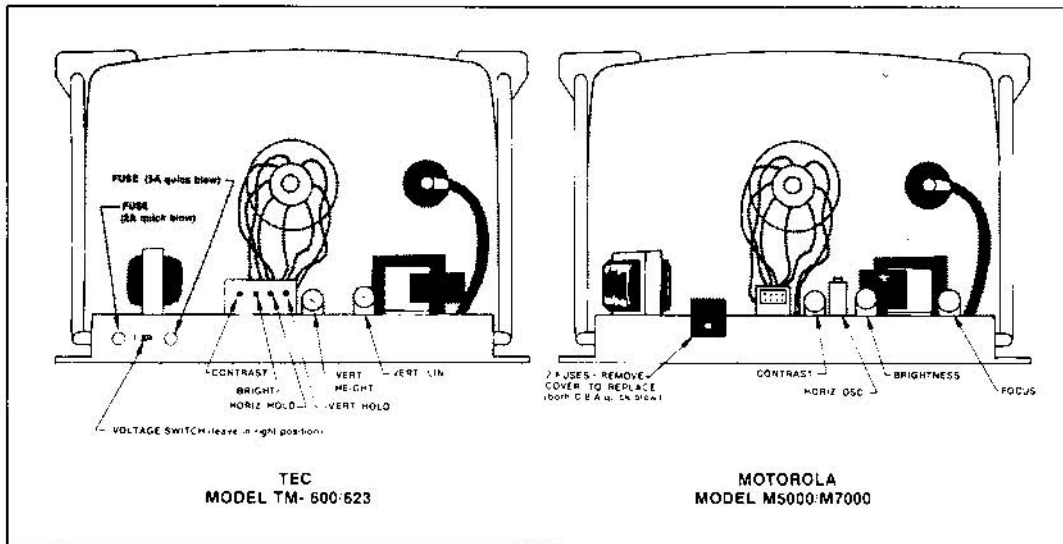 FUSE (3A quick blow)
FUSE
quick blow)
CONTRAST
BRIGHT
HORIZ HOLD
VERT
HEIGHT
VERT HOLD
VERT LIN
VOLTAGE SWITCH (leave in right position)
TEC
MODEL TM- 600/623
2 FUSES - REMOVE
COVER TO REPLACE
(both
CONTRAST
HORIZ OSC
BRIGHTNESS
FOCUS
MOTOROLA
MODEL M5000/M7000